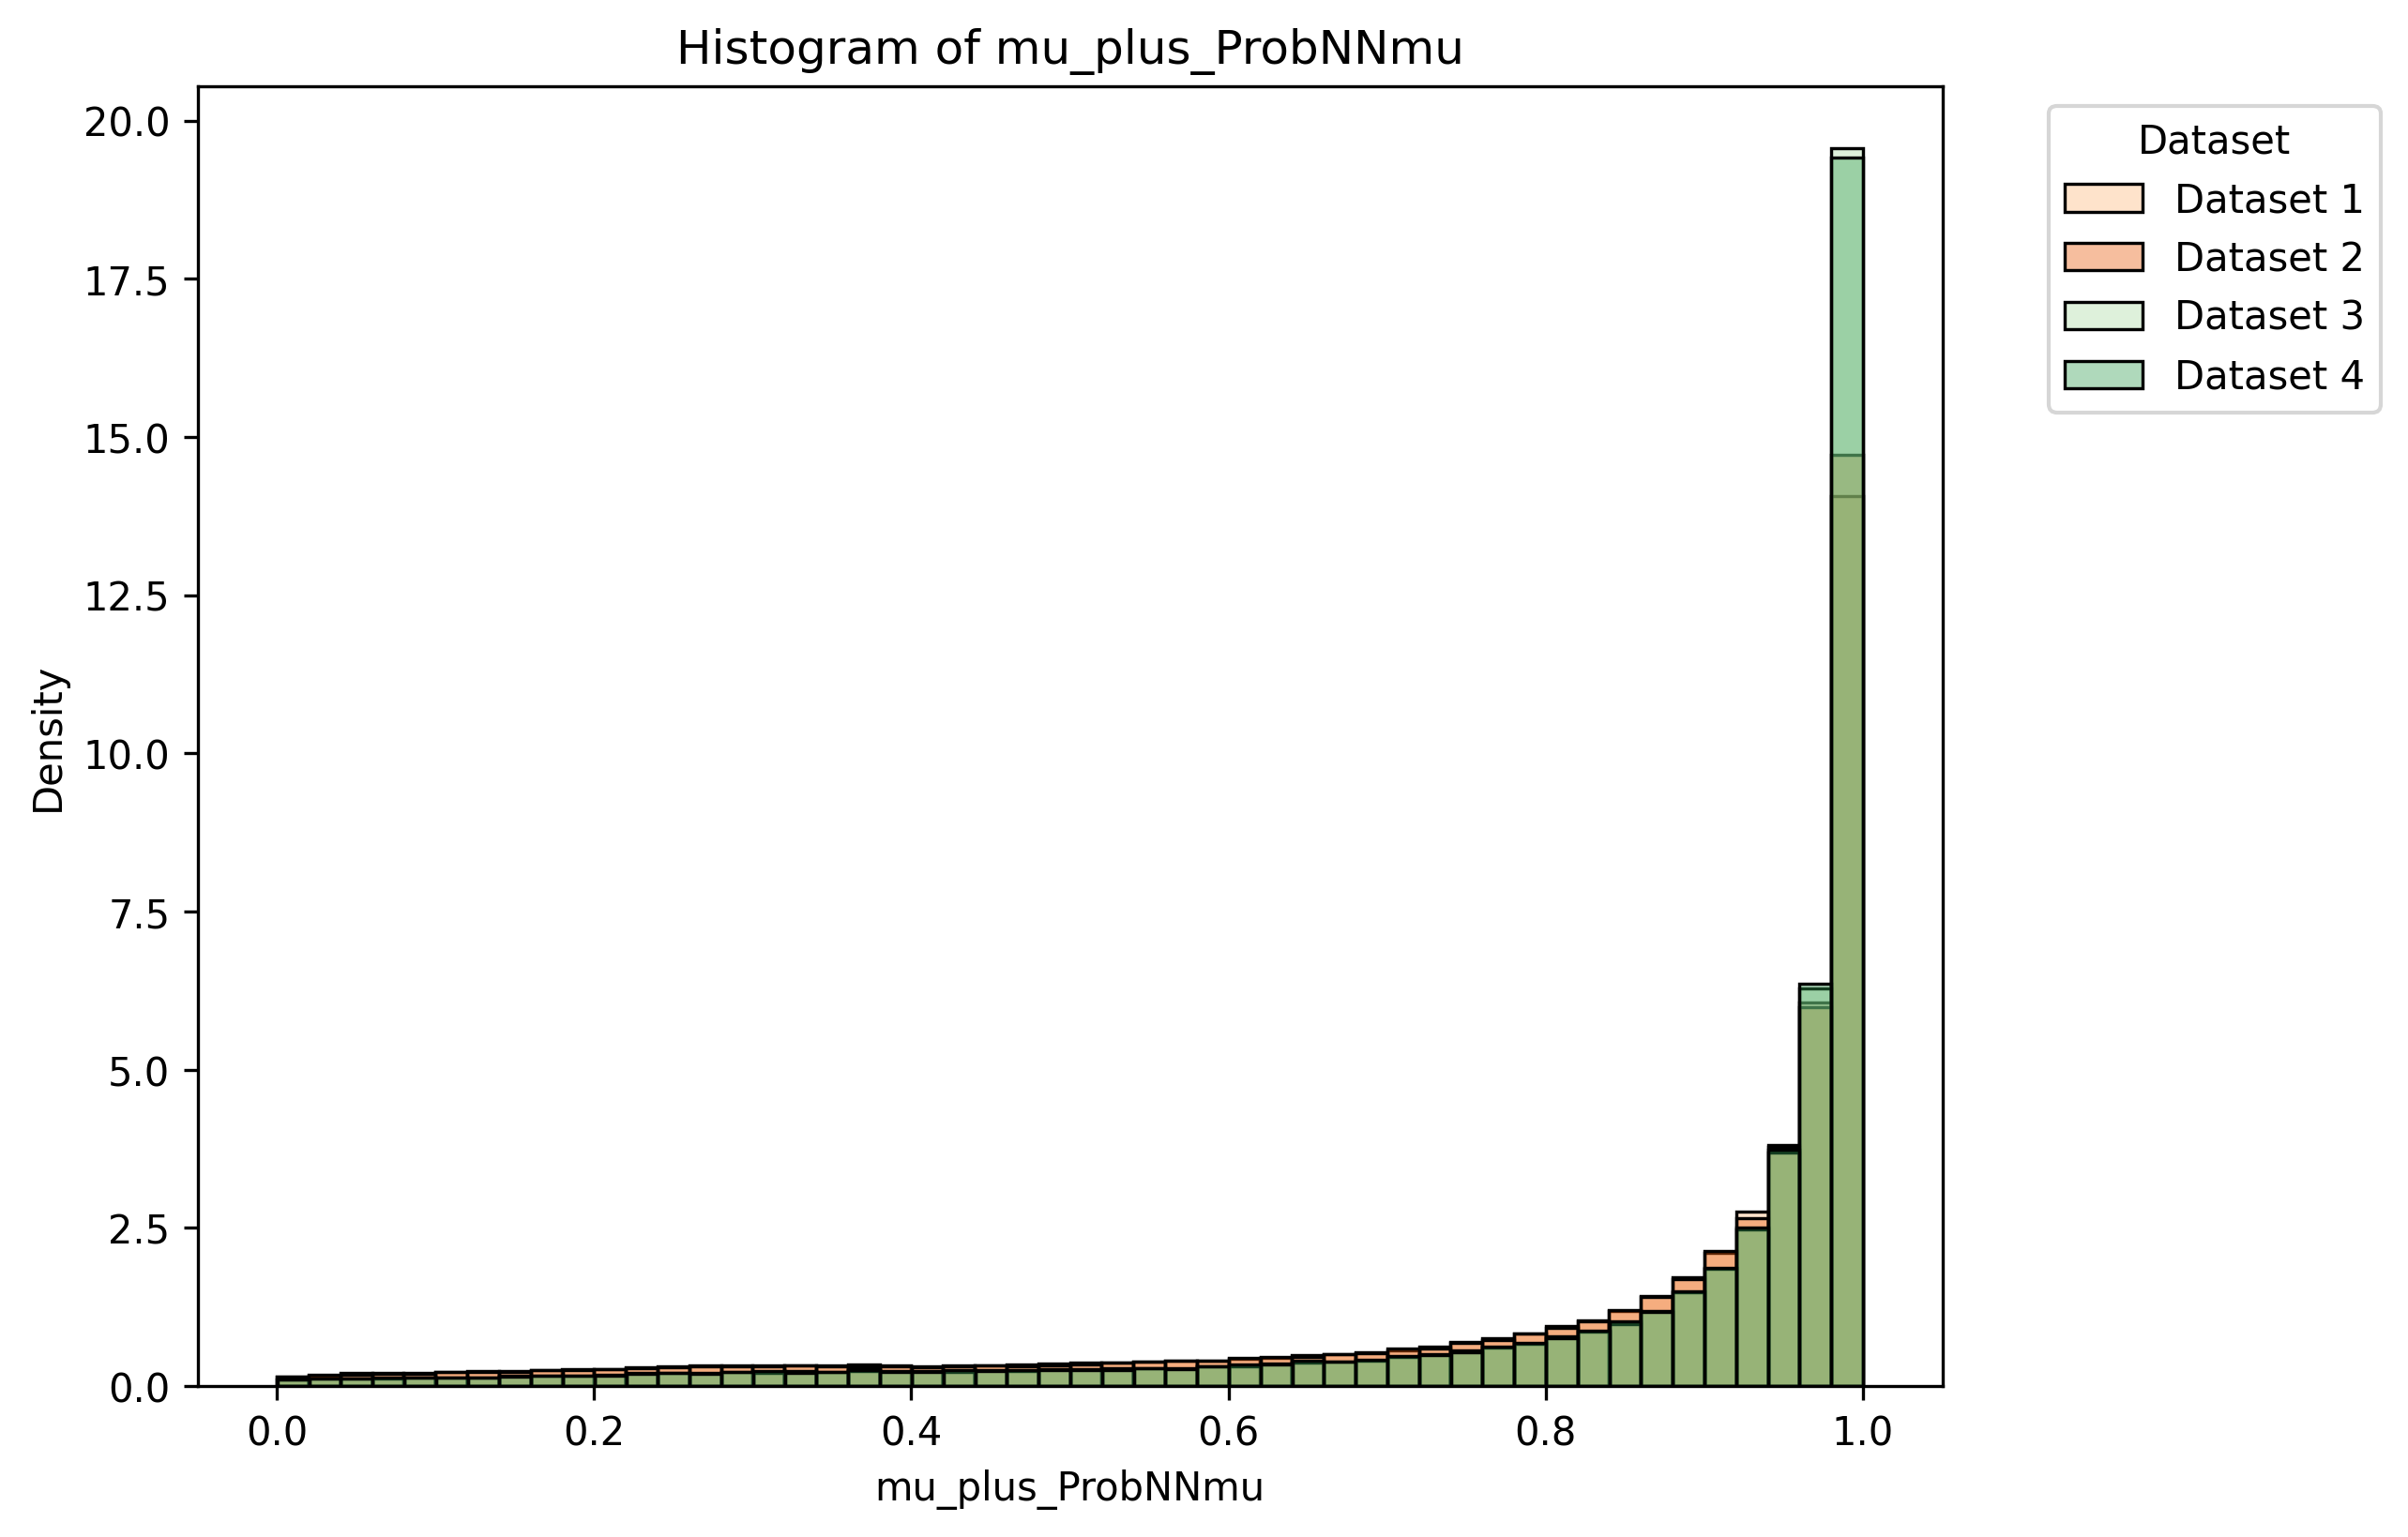 Histogram of mu_plus_ProbNNmu
20.0
17.5
15.0
12.5
10.0
7.5
5.0
2.5
0.0
Density
0.0 0.2 0.4 0.6 0.8 1.0
mu_plus_ProbNNmu
Dataset
Dataset 1
Dataset 2
Dataset 3
Dataset 4